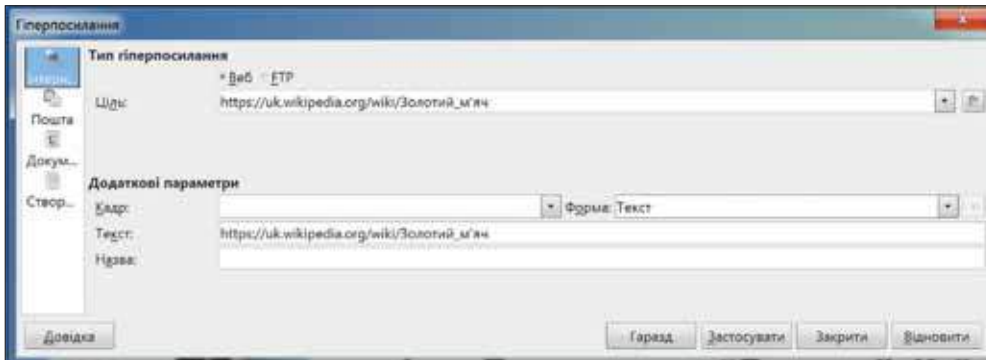 Гіперпосилання
Тип гіперпосилання
Веб FTP
Ціль: https://uk.wikipedia.org/wiki/Золотий_м'яч
Пошта
Докум...
Створ...
Додаткові параметри
Кадр: Форма: Текст
Текст: https://uk.wikipedia.org/wiki/Золотий_м'яч
Назва:
Довідка Гаразд Застосувати Закрити Відновити